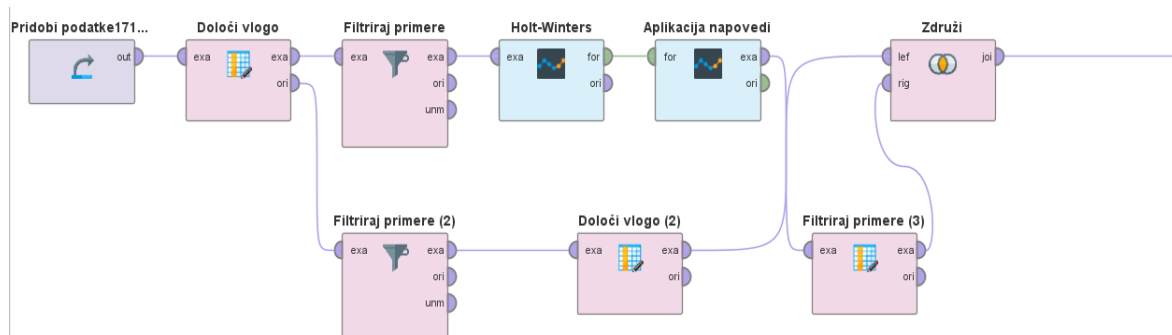 Pridobi podatke171...
Določi vlogo
Filtriraj primere
Holt-Winters
Aplikacija napovedi
Združi
out
exa
exa
ori
exa
exa
ori
unm
exa
for
ori
for
exa
ori
lef
rig
joi
Filtriraj primere (2)
Določi vlogo (2)
Filtriraj primere (3)
exa
exa
ori
unm
exa
exa
ori
exa
exa
ori